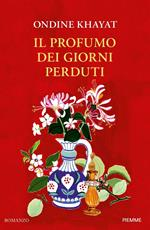 ONDINE KHAYAT
IL PROFUMO
DEI GIORNI
PERDUTI
ROMANZO
PIEMME